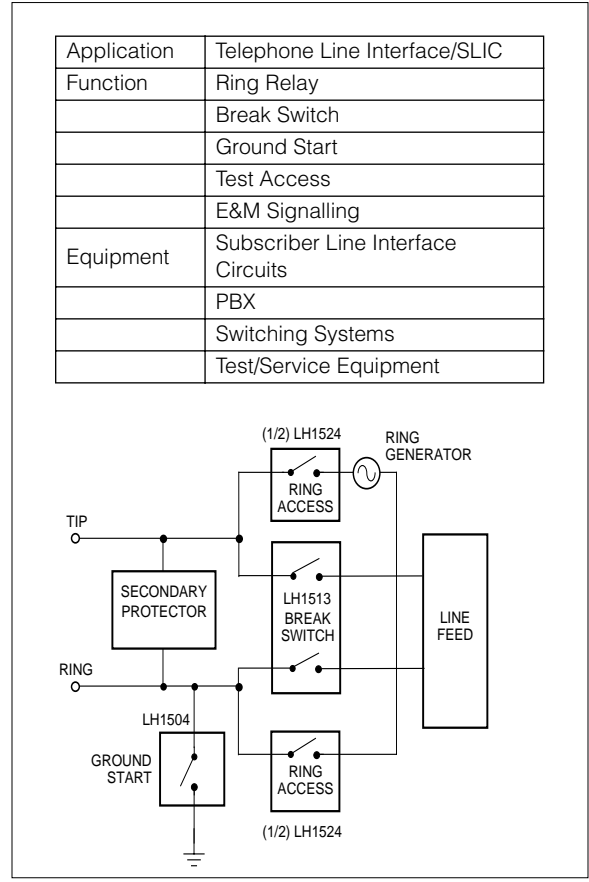 Application Telephone Line Interface/SLIC
Function Ring Relay
Break Switch
Ground Start
Test Access
E&M Signalling
Equipment Subscriber Line Interface
Circuits
PBX
Switching Systems
Test/Service Equipment
(1/2) LH1524
RING
GENERATOR
RING
ACCESS
TIP
SECONDARY
PROTECTOR
LH1513
BREAK
SWITCH
LINE
FEED
RING
LH1504
GROUND
START
RING
ACCESS
(1/2) LH1524